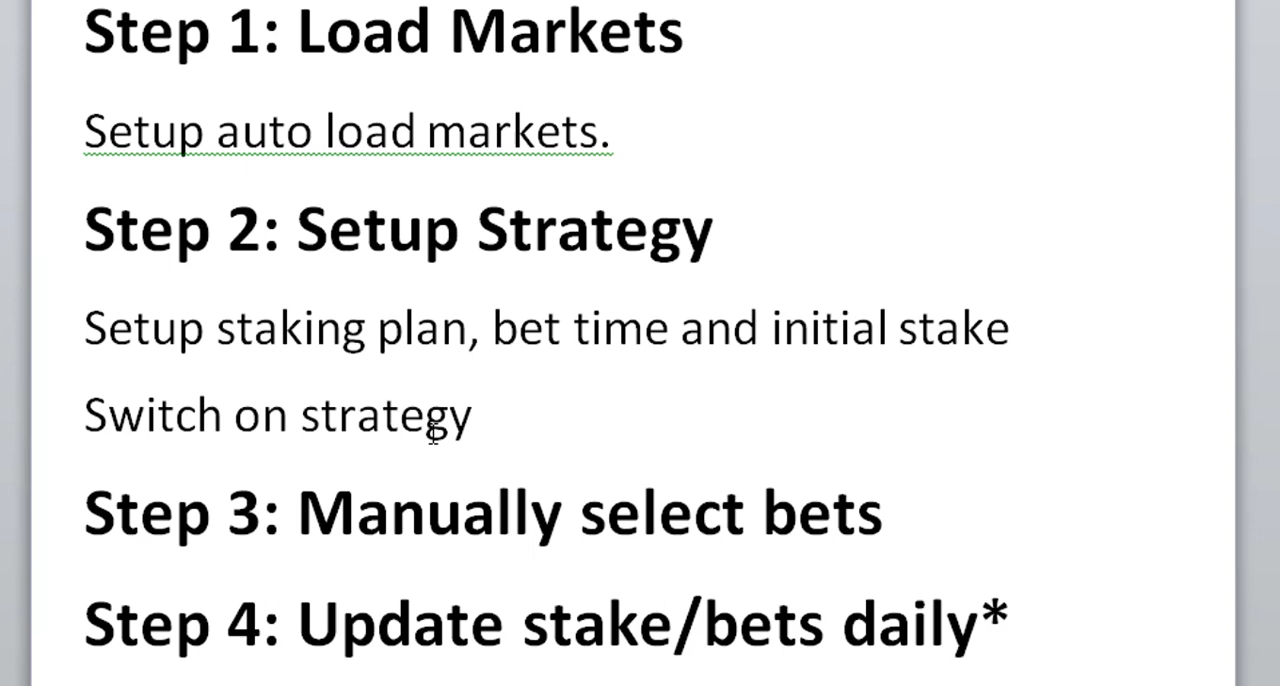 Step 1: Load Markets
Setup auto load markets.
Step 2: Setup Strategy
Setup staking plan, bet time and initial stake
Switch on strategy
Step 3: Manually select bets
Step 4: Update stake/bets daily*